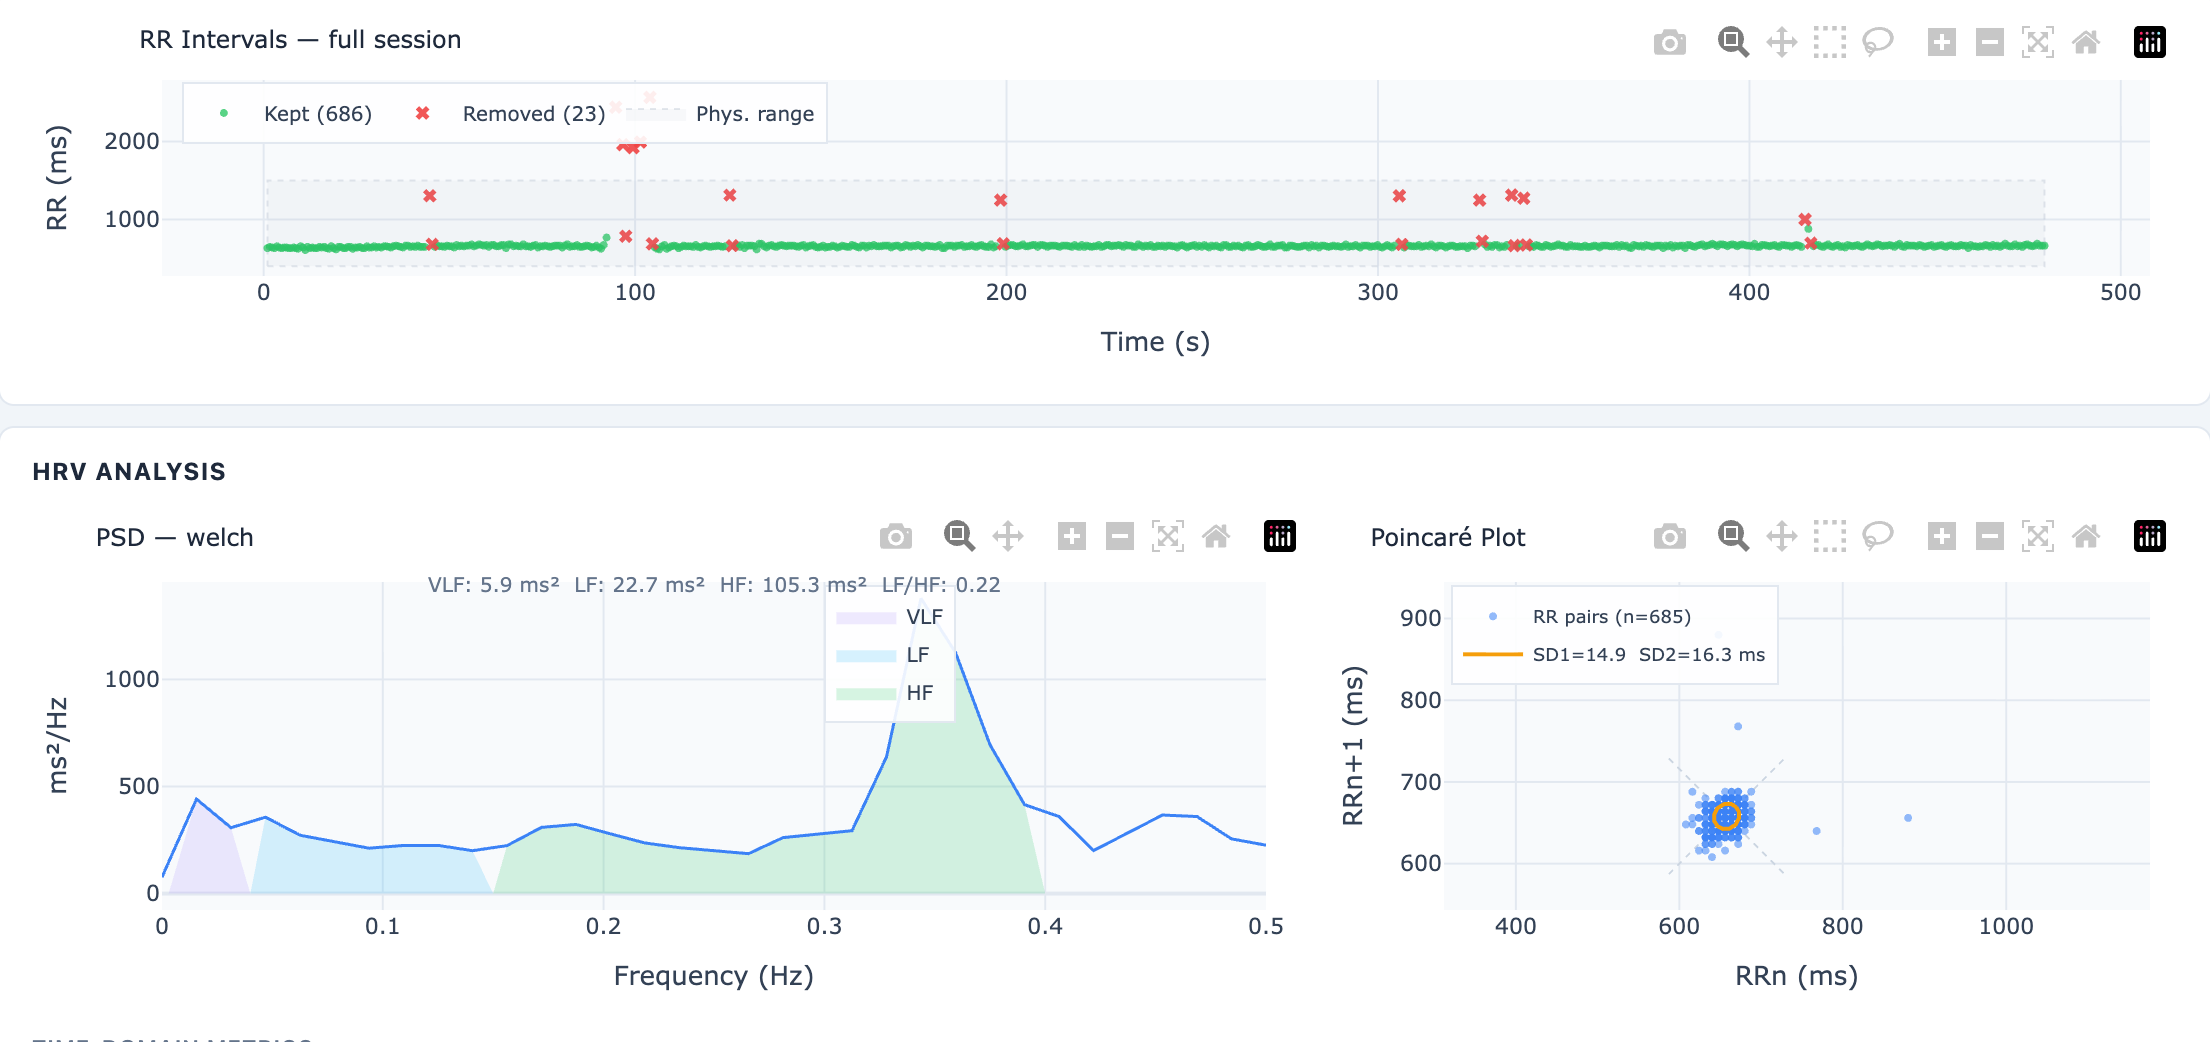 RR Intervals — full session
Kept (686) Removed (23) Phys. range
RR (ms)
2000
1000
0 100 200 300 400 500
Time (s)
HRV ANALYSIS
PSD — welch
VLF: 5.9 ms² LF: 22.7 ms² HF: 105.3 ms² LF/HF: 0.22
VLF
LF
HF
ms²/Hz
1000
500
0
0 0.1 0.2 0.3 0.4 0.5
Frequency (Hz)
Poincaré Plot
RR pairs (n=685)
SD1=14.9 SD2=16.3 ms
RRn+1 (ms)
900
800
700
600
400 600 800 1000
RRn (ms)
TIME-DOMAIN METRICS